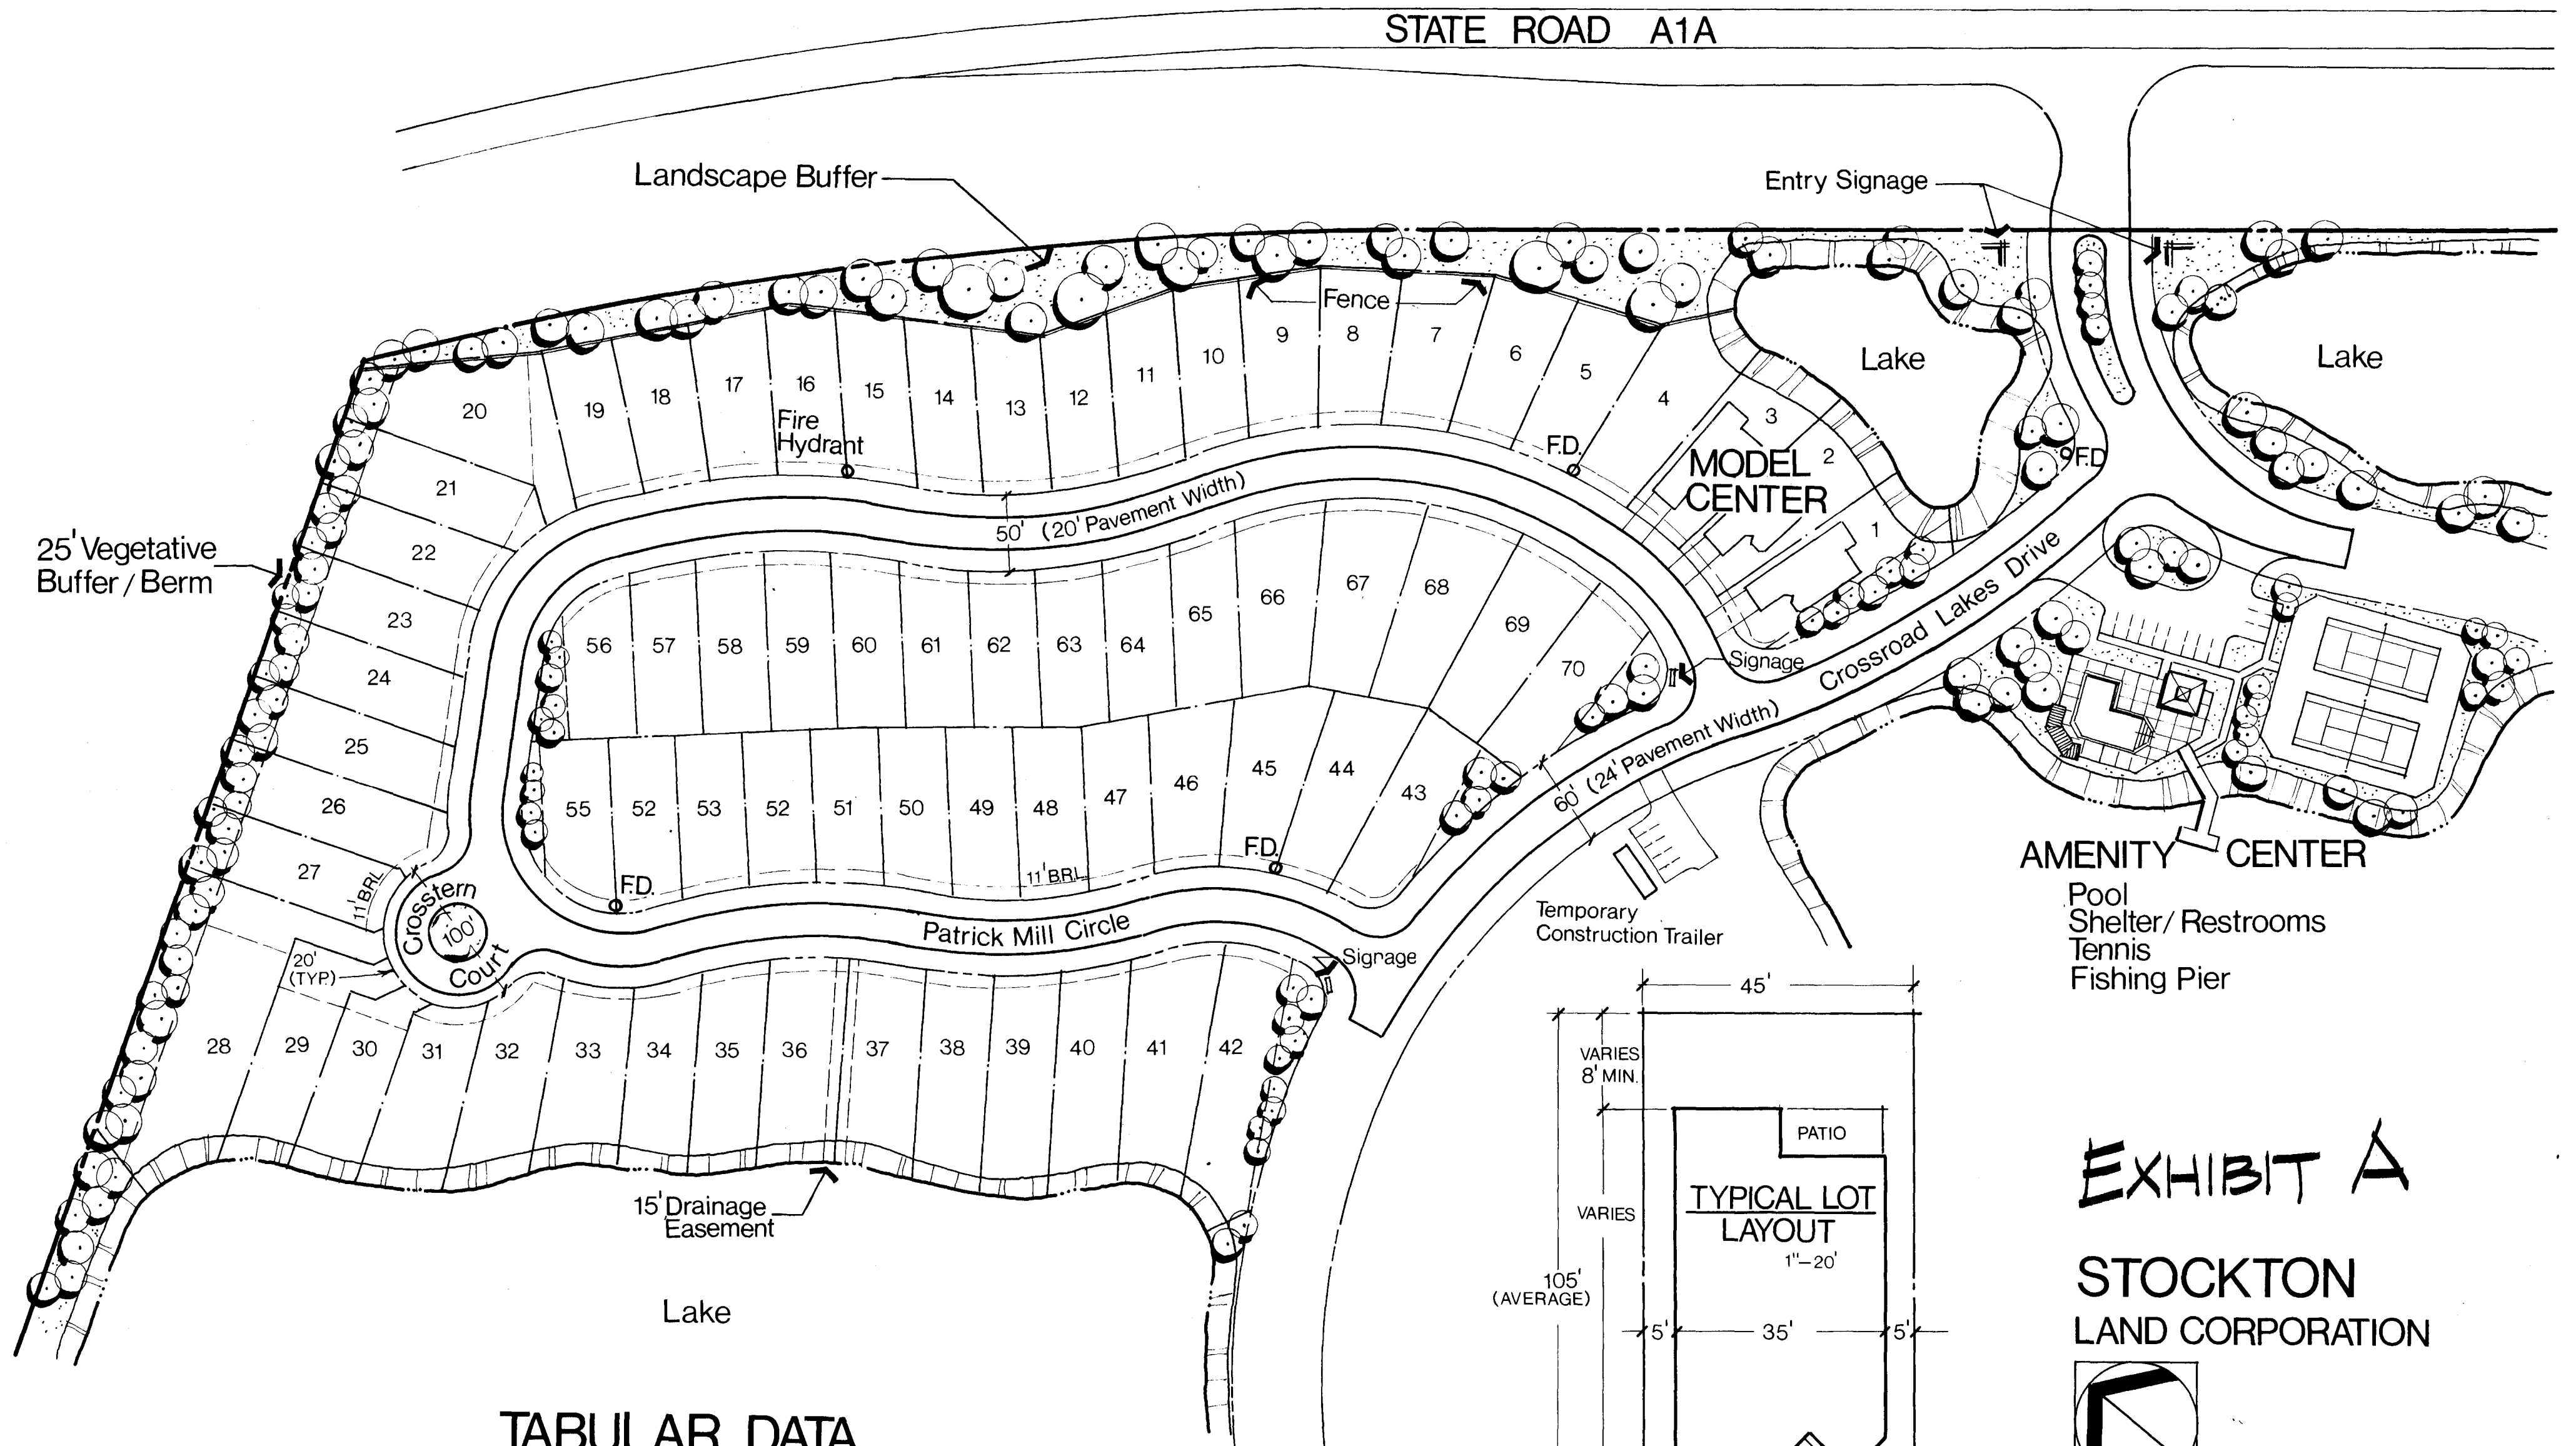 STATE ROAD A1A
Landscape Buffer
Entry Signage
Fence
Lake
Lake
20
19
18
17
16
15
14
13
12
11
10
9
8
7
6
5
4
3
2
1
Fire
Hydrant
F.D.
F.D.
MODEL
CENTER
21
22
23
24
25
26
27
25' Vegetative
Buffer / Berm
50' (20' Pavement Width)
56
57
58
59
60
61
62
63
64
65
66
67
68
69
70
Signage
Crossroad Lakes Drive
60' (24' Pavement Width)
55
52
53
52
51
50
49
48
47
46
45
44
43
F.D.
F.D.
11' B.R.L.
11' BRL
Crosstern
100'
Court
Patrick Mill Circle
Signage
20'
(TYP.)
28
29
30
31
32
33
34
35
36
37
38
39
40
41
42
15' Drainage
Easement
Lake
Temporary
Construction Trailer
AMENITY CENTER
Pool
Shelter/ Restrooms
Tennis
Fishing Pier
45'
VARIES
8' MIN.
PATIO
TYPICAL LOT
LAYOUT
1"–20'
VARIES
105'
(AVERAGE)
5'
35'
5'
EXHIBIT A
STOCKTON
LAND CORPORATION
TABULAR DATA